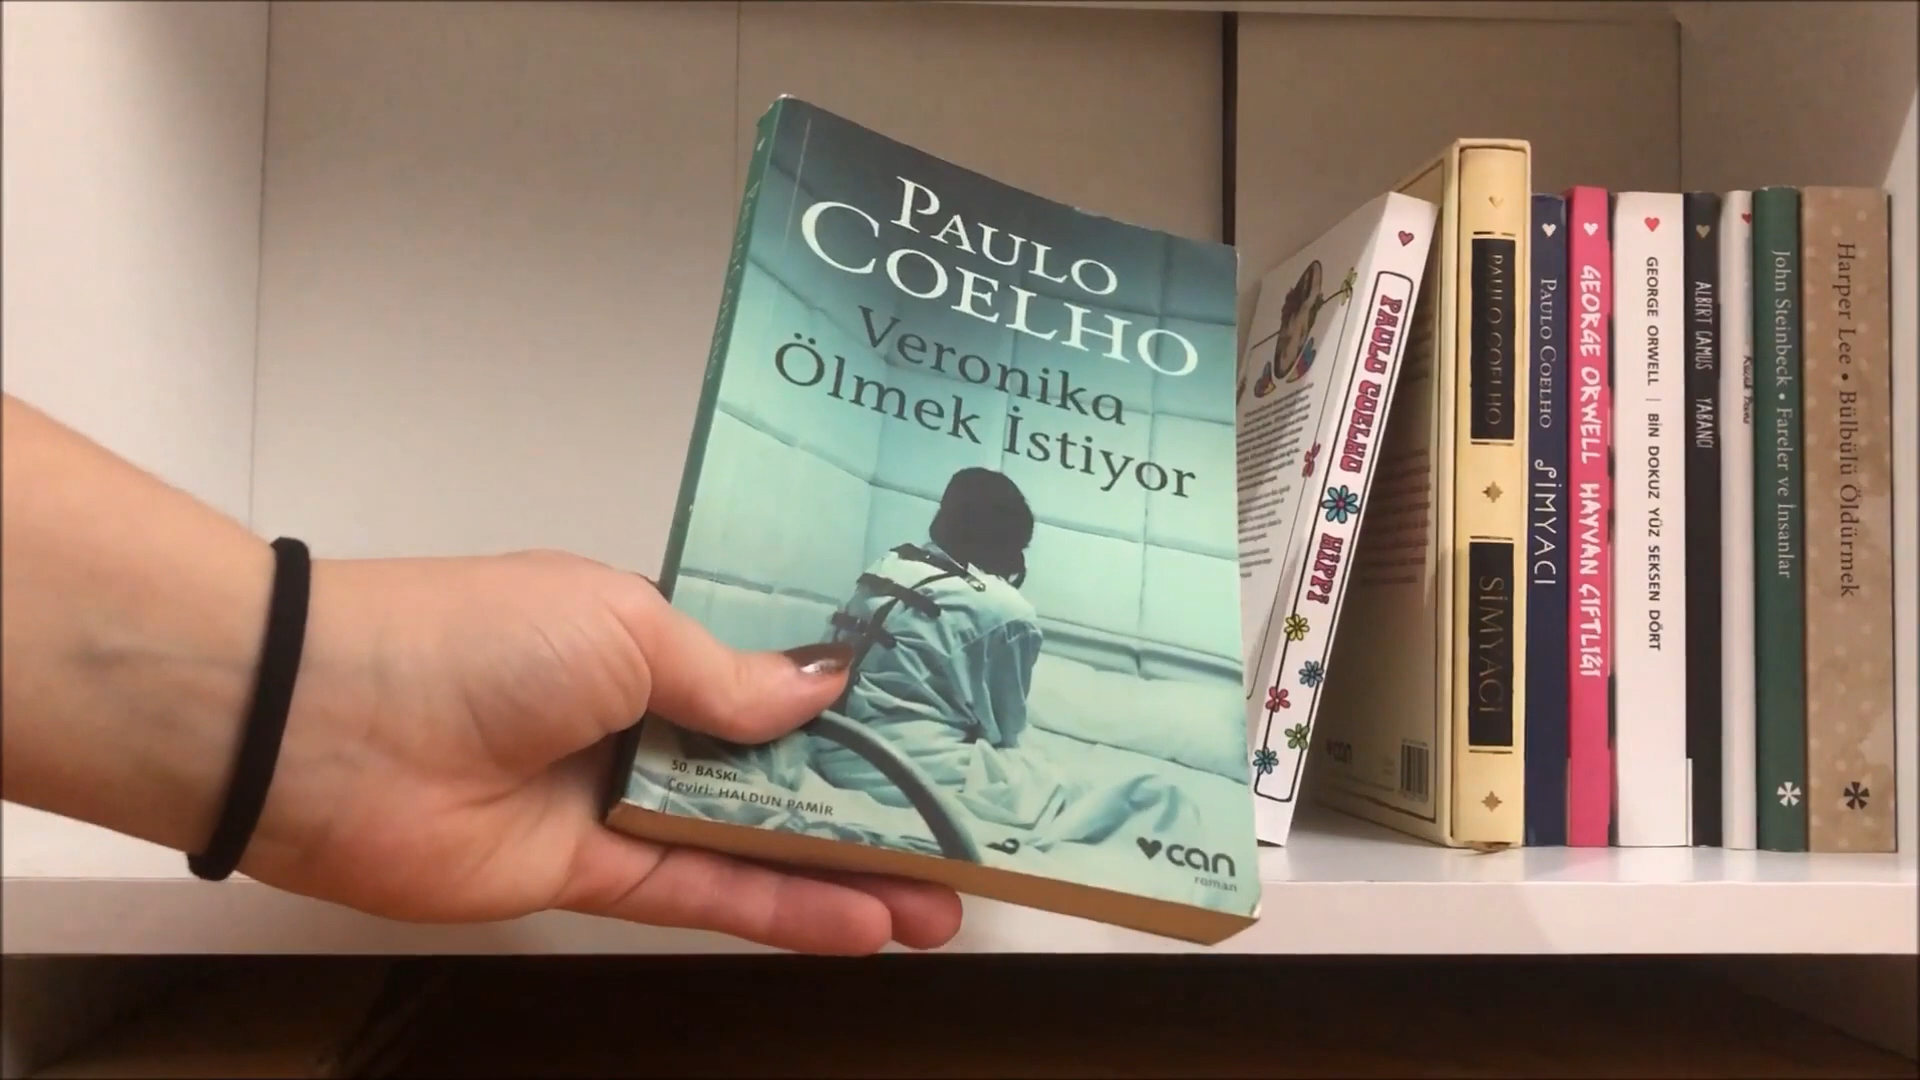 PAULO
COELHO
Veronika
Ölmek İstiyor
50. BASKI
Çeviri: HALDUN PAMİR
can
roman
PAULO COELHO HİPPİ
can
PAULO COELHO
SİMYACI
PAULO COELHO SİMYACI
GEORGE ORWELL HAYVAN ÇİFTLİĞİ
GEORGE ORWELL | BİN DOKUZ YÜZ SEKSEN DÖRT
ALBERT CAMUS YABANCI
John Steinbeck • Fareler ve İnsanlar
Harper Lee • Bülbülü Öldürmek